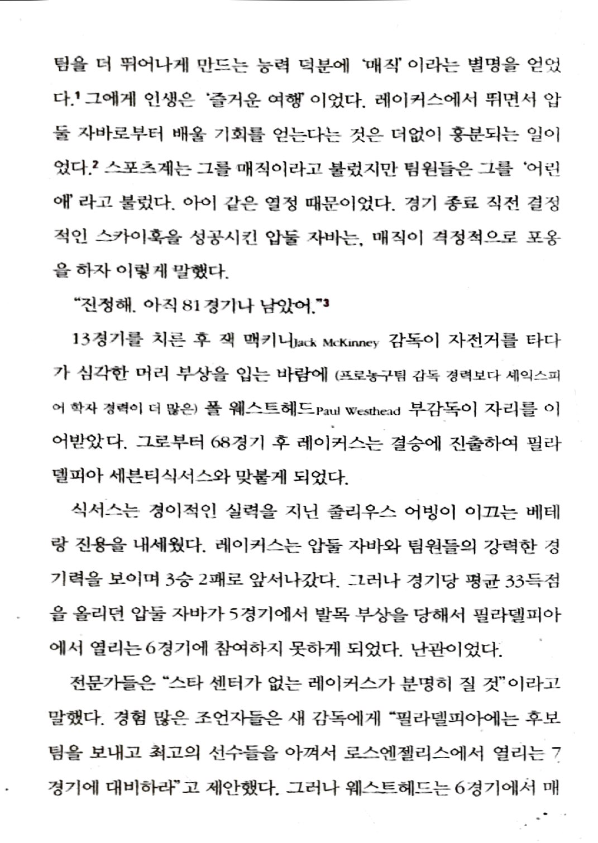 팀을 더 뛰어나게 만드는 능력 덕분에 ‘매직’이라는 별명을 얻었
다.¹ 그에게 인생은 ‘즐거운 여행’이었다. 레이커스에서 뛰면서 압
둘 자바로부터 배울 기회를 얻는다는 것은 더없이 흥분되는 일이
었다.² 스포츠계는 그를 매직이라고 불렀지만 팀원들은 그를 ‘어린
애’라고 불렀다. 아이 같은 열정 때문이었다. 경기 종료 직전 결정
적인 스카이훅을 성공시킨 압둘 자바는, 매직이 격정적으로 포옹
을 하자 이렇게 말했다.
“진정해. 아직 81경기나 남았어.”³
13경기를 치른 후 잭 맥키니Jack McKinney 감독이 자전거를 타다
가 심각한 머리 부상을 입는 바람에 (프로농구팀 감독 경력보다 셰익스피
어 학자 경력이 더 많은) 폴 웨스트헤드Paul Westhead 부감독이 자리를 이
어받았다. 그로부터 68경기 후 레이커스는 결승에 진출하여 필라
델피아 세븐티식서스와 맞붙게 되었다.
식서스는 경이적인 실력을 지닌 줄리우스 어빙이 이끄는 베테
랑 진용을 내세웠다. 레이커스는 압둘 자바와 팀원들의 강력한 경
기력을 보이며 3승 2패로 앞서나갔다. 그러나 경기당 평균 33득점
을 올리던 압둘 자바가 5경기에서 발목 부상을 당해서 필라델피아
에서 열리는 6경기에 참여하지 못하게 되었다. 난관이었다.
전문가들은 “스타 센터가 없는 레이커스가 분명히 질 것”이라고
말했다. 경험 많은 조언자들은 새 감독에게 “필라델피아에는 후보
팀을 보내고 최고의 선수들을 아껴서 로스엔젤리스에서 열리는 7
경기에 대비하라”고 제안했다. 그러나 웨스트헤드는 6경기에서 매